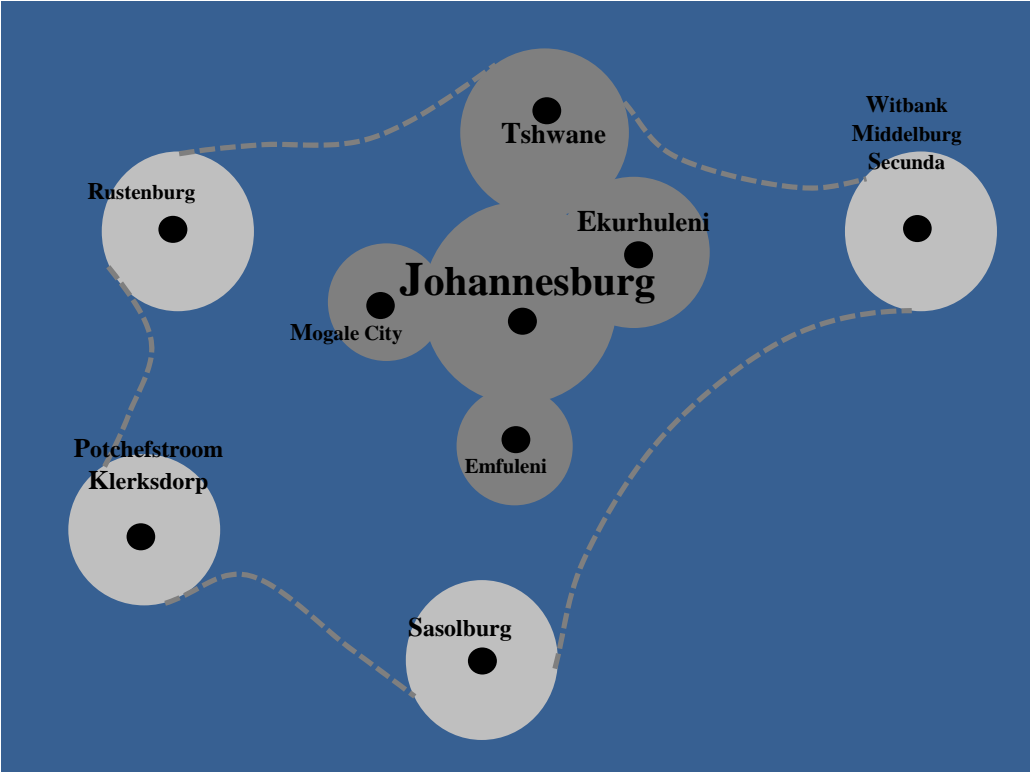 Witbank
Middelburg
Secunda
Tshwane
Rustenburg
Ekurhuleni
Johannesburg
Mogale City
Potchefstroom
Klerksdorp
Emfuleni
Sasolburg